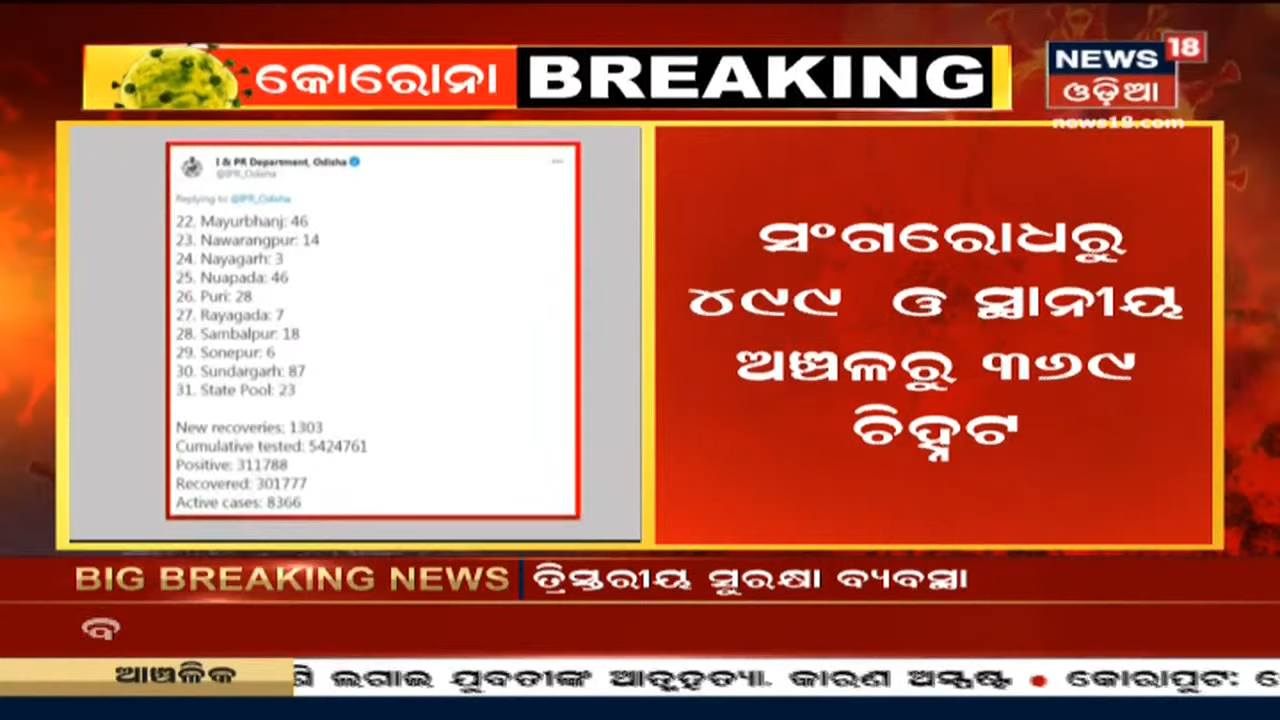 କୋରୋନା BREAKING
NEWS 18
ଓଡ଼ିଆ
news18.com
I & PR Department, Odisha
@IPR_Odisha
Replying to @IPR_Odisha
22. Mayurbhanj: 46
23. Nawarangpur: 14
24. Nayagarh: 3
25. Nuapada: 46
26. Puri: 28
27. Rayagada: 7
28. Sambalpur: 18
29. Sonepur: 6
30. Sundargarh: 87
31. State Pool: 23
New recoveries: 1303
Cumulative tested: 5424761
Positive: 311788
Recovered: 301777
Active cases: 8366
ସଂଗରୋଧରୁ
୪୯୯ ଓ ସ୍ଥାନୀୟ
ଅଞ୍ଚଳରୁ ୩୬୯
ଚିହ୍ନଟ
BIG BREAKING NEWS ତ୍ରିସ୍ତରୀୟ ସୁରକ୍ଷା ବ୍ୟବସ୍ଥା
ଆଞ୍ଚଳିକ ଲଗାଇ ଯୁବତୀଙ୍କ ଆତ୍ମହତ୍ୟା. କାରଣ ଅସ୍ପଷ୍ଟ • କୋରାପୁଟ: